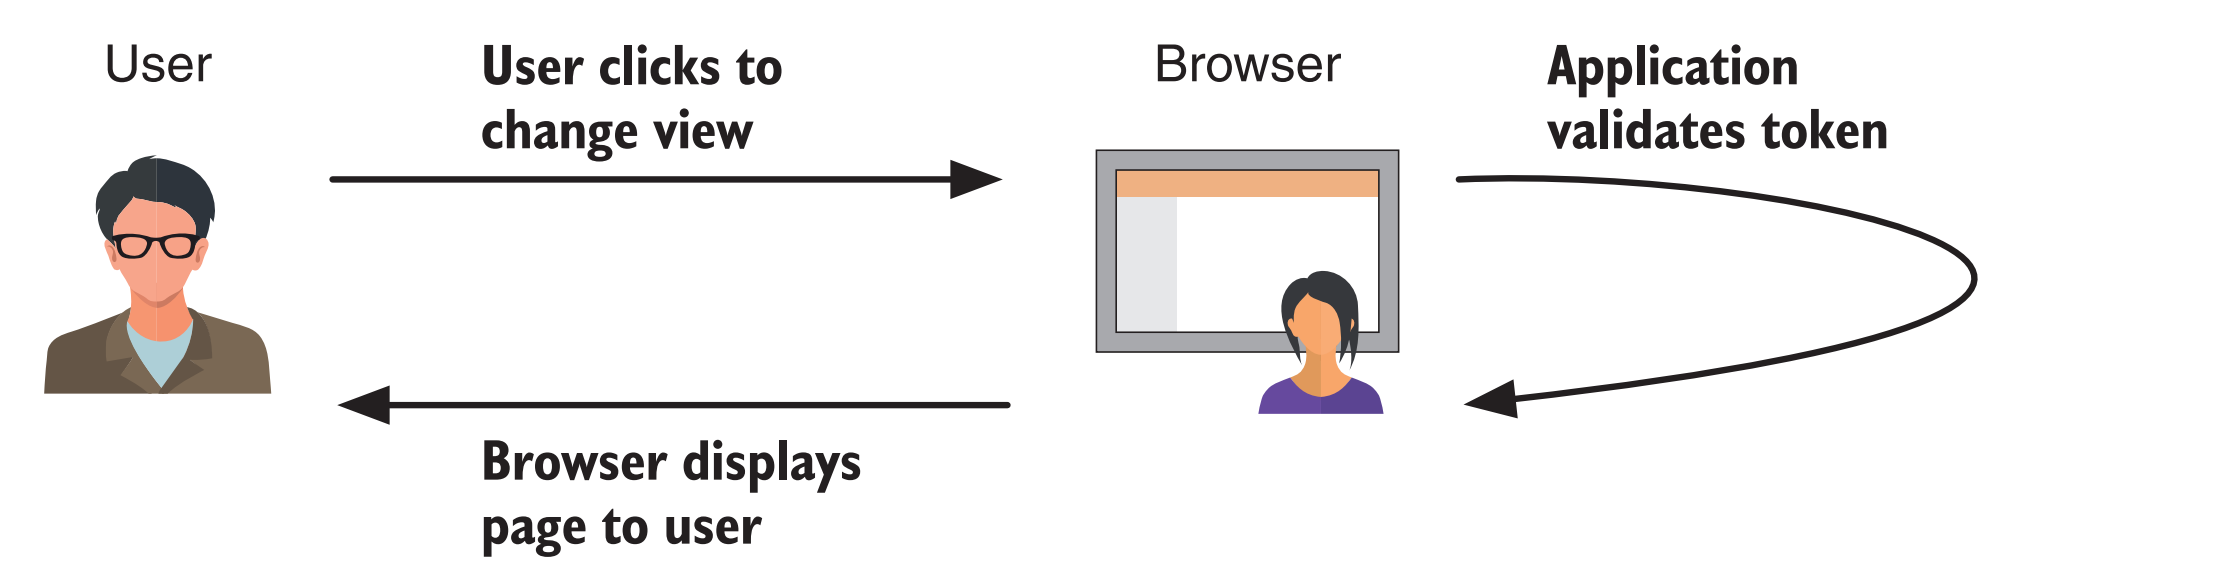 User
User clicks to
change view
Browser
Application
validates token
Browser displays
page to user